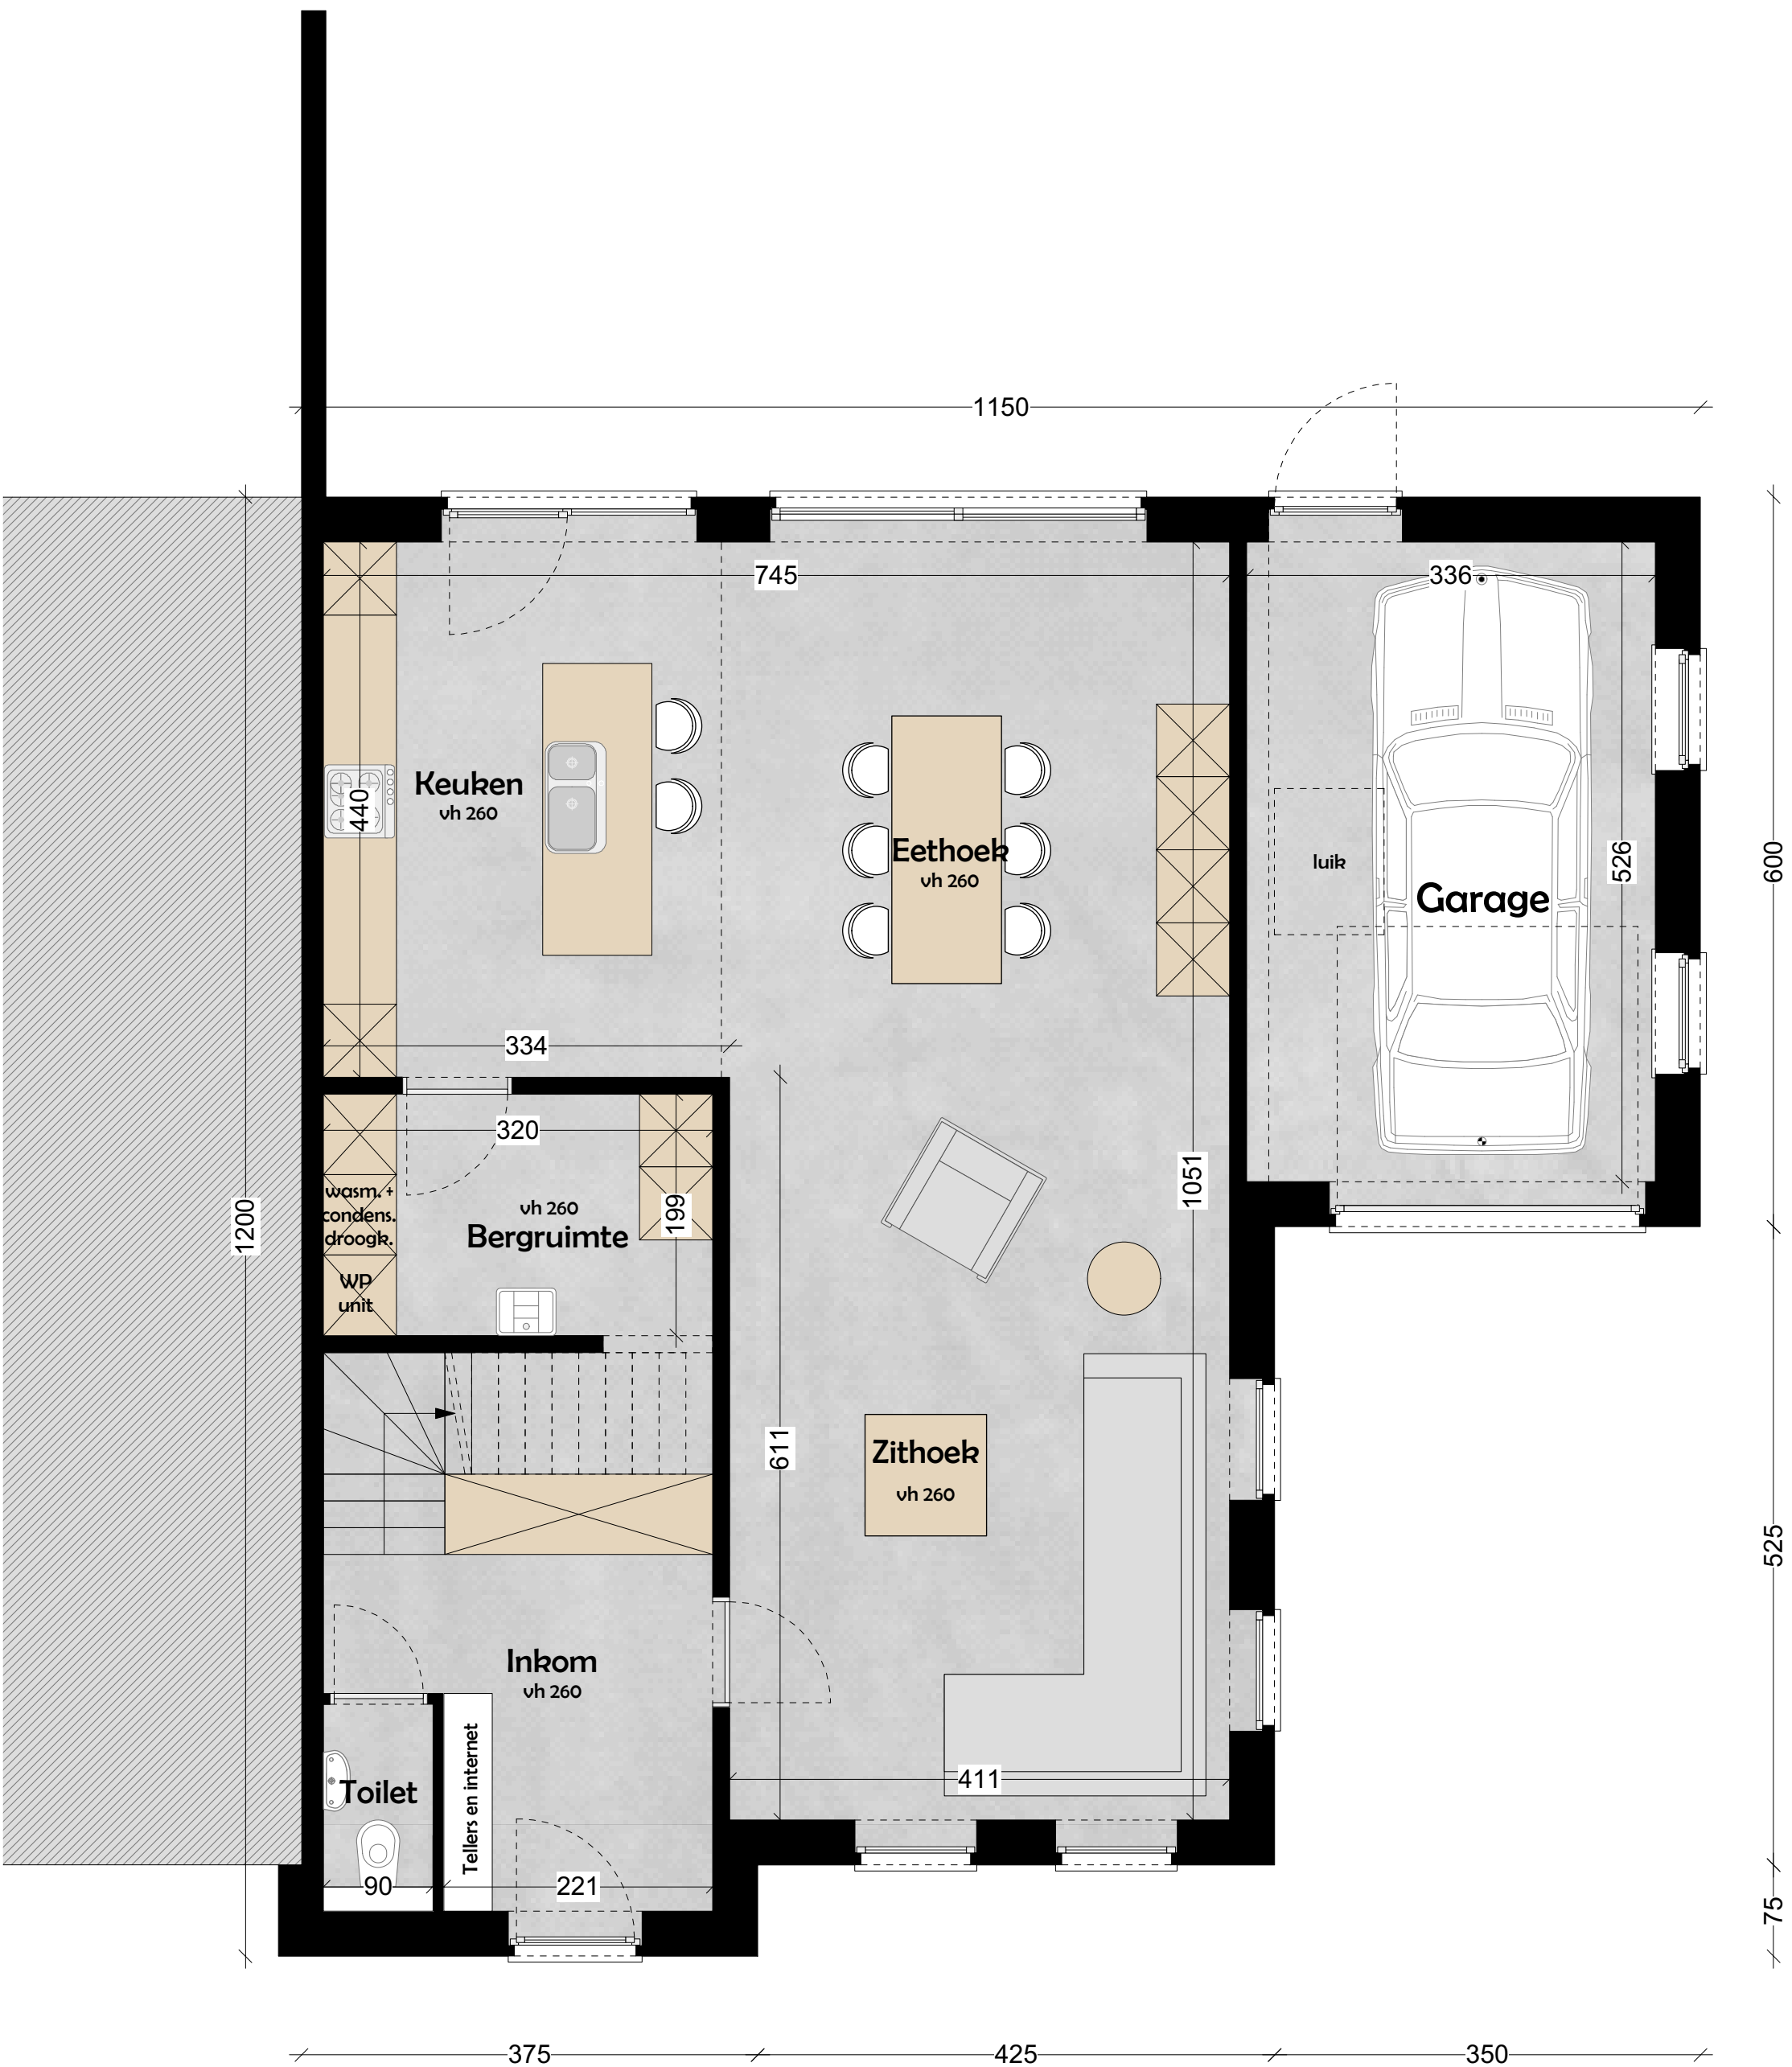 1150
745
336
Keuken
vh 260
440
Eethoek
vh 260
luik
Garage
526
600
334
320
wasm. +
condens.
droogk.
WP
unit
vh 260
Bergruimte
199
1051
1200
611
Zithoek
vh 260
525
Inkom
vh 260
Toilet
Tellers en internet
411
90
221
75
375
425
350